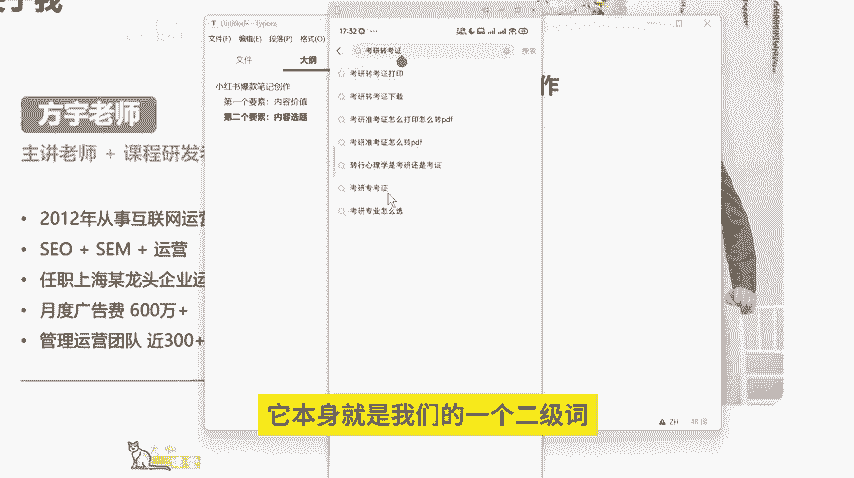 于我
T Untitled - Typora
文件(F) 编辑(E) 段落(P) 格式(O)
文件 大纲
小红书爆款笔记创作
第一个要素：内容价值
第二个要素：内容选题
17:32
考研转考证
搜索
考研转考证打印
考研转考证下载
考研准考证怎么打印怎么转pdf
考研准考证怎么转pdf
转行心理学是考研还是考证
考研专考证
考研专业怎么选
作
方宇老师
主讲老师 + 课程研发老
• 2012年从事互联网运营
• SEO + SEM + 运营
• 任职上海某龙头企业运
• 月度广告费 600万+
• 管理运营团队 近300+
它本身就是我们的一个二级词